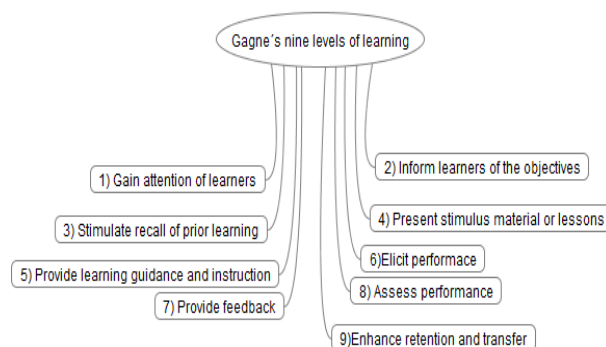 Gagne´s nine levels of learning
1) Gain attention of learners
2) Inform learners of the objectives
3) Stimulate recall of prior learning
4) Present stimulus material or lessons
5) Provide learning guidance and instruction
6)Elicit performace
7) Provide feedback
8) Assess performance
9)Enhance retention and transfer